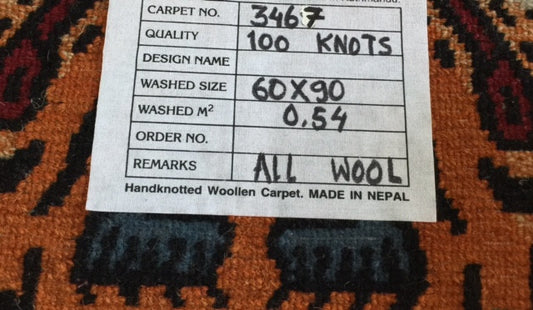 CARPET NO. 3467
QUALITY 100 KNOTS
DESIGN NAME
WASHED SIZE 60X90
WASHED M² 0.54
ORDER NO.
REMARKS ALL WOOL
Handknotted Woollen Carpet. MADE IN NEPAL